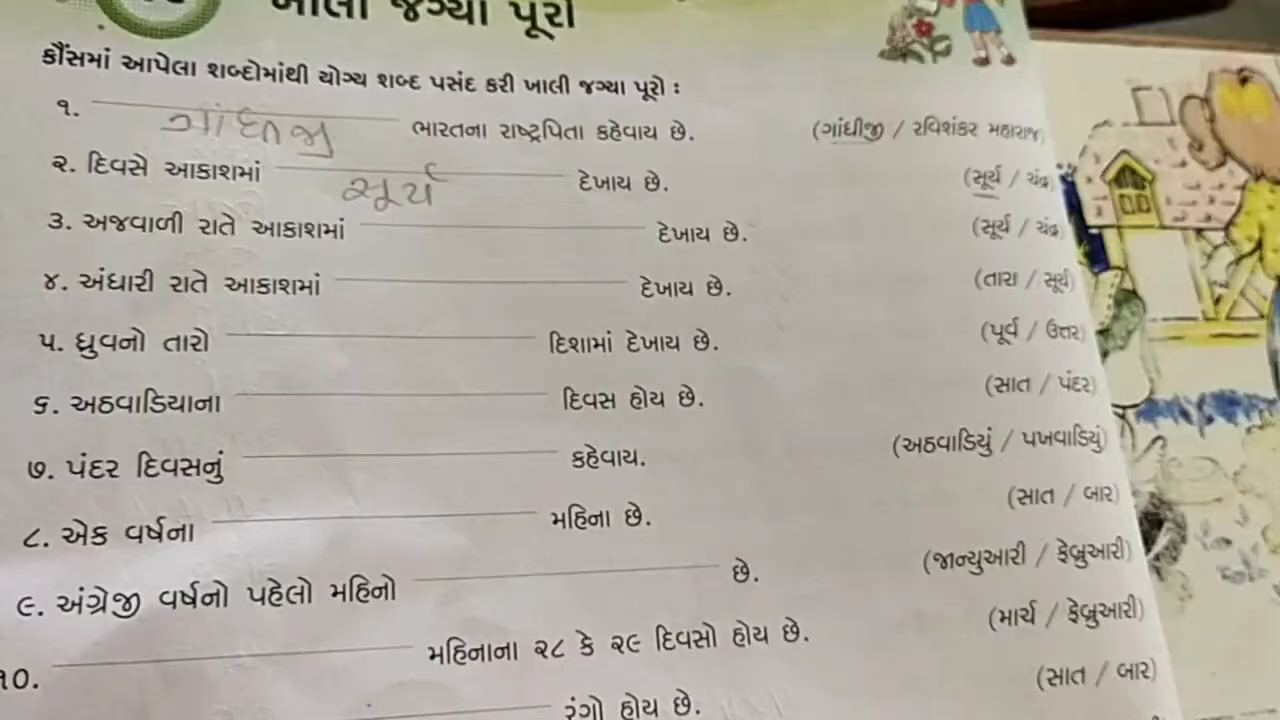 ખાલી જગ્યા પૂરો
કૌંસમાં આપેલા શબ્દોમાંથી યોગ્ય શબ્દ પસંદ કરી ખાલી જગ્યા પૂરો :
૧. ગાંધીજી ભારતના રાષ્ટ્રપિતા કહેવાય છે. (ગાંધીજી / રવિશંકર મહારાજ)
૨. દિવસે આકાશમાં સૂર્ય દેખાય છે. (સૂર્ય / ચંદ્ર)
૩. અજવાળી રાતે આકાશમાં દેખાય છે. (સૂર્ય / ચંદ્ર)
૪. અંધારી રાતે આકાશમાં દેખાય છે. (તારા / સૂર્ય)
૫. ધ્રુવનો તારો દિશામાં દેખાય છે. (પૂર્વ / ઉત્તર)
૬. અઠવાડિયાના દિવસ હોય છે. (સાત / પંદર)
૭. પંદર દિવસનું કહેવાય. (અઠવાડિયું / પખવાડિયું)
૮. એક વર્ષના મહિના છે. (સાત / બાર)
૯. અંગ્રેજી વર્ષનો પહેલો મહિનો છે. (જાન્યુઆરી / ફેબ્રુઆરી)
૧૦. મહિનાના ૨૮ કે ૨૯ દિવસો હોય છે. (માર્ચ / ફેબ્રુઆરી)
રંગો હોય છે. (સાત / બાર)